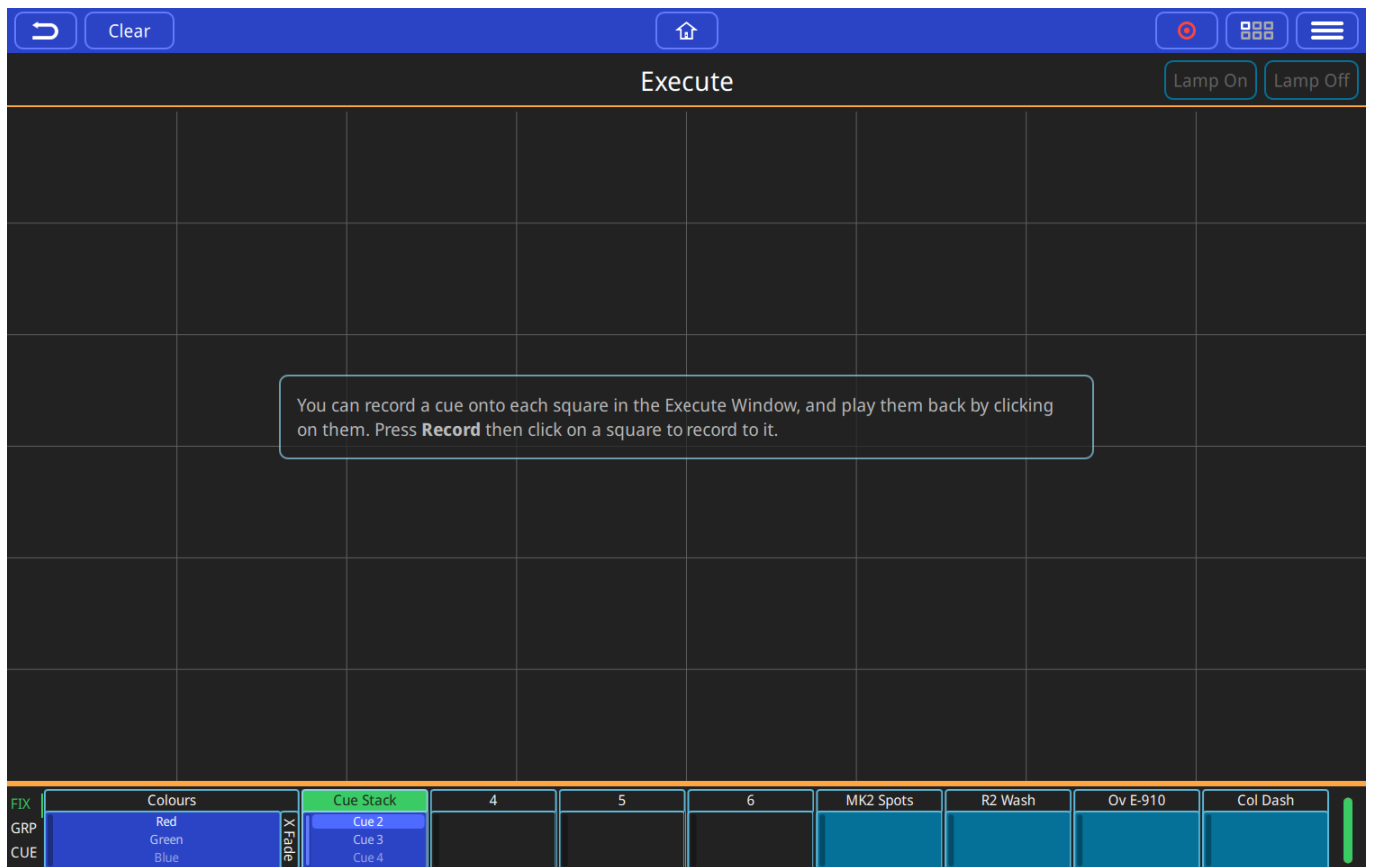 Clear
Execute
Lamp On
Lamp Off
You can record a cue onto each square in the Execute Window, and play them back by clicking
on them. Press Record then click on a square to record to it.
FIX
GRP
CUE
Colours
Red
Green
Blue
X Fade
Cue Stack
Cue 2
Cue 3
Cue 4
4
5
6
MK2 Spots
R2 Wash
Ov E-910
Col Dash